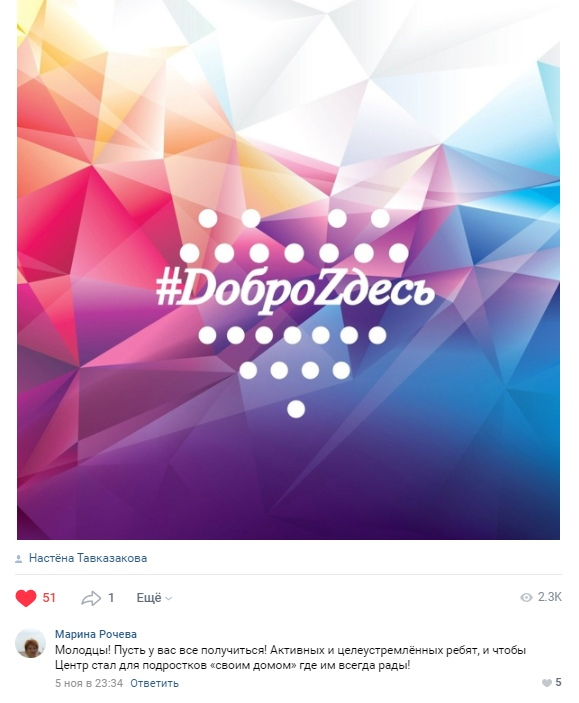 #DоброZдесь
Настёна Тавказакова
51
1
Ещё
2.3K
Марина Рочева
Молодцы! Пусть у вас все получиться! Активных и целеустремлённых ребят, и чтобы
Центр стал для подростков «своим домом» где им всегда рады!
5 ноя в 23:34 Ответить
5